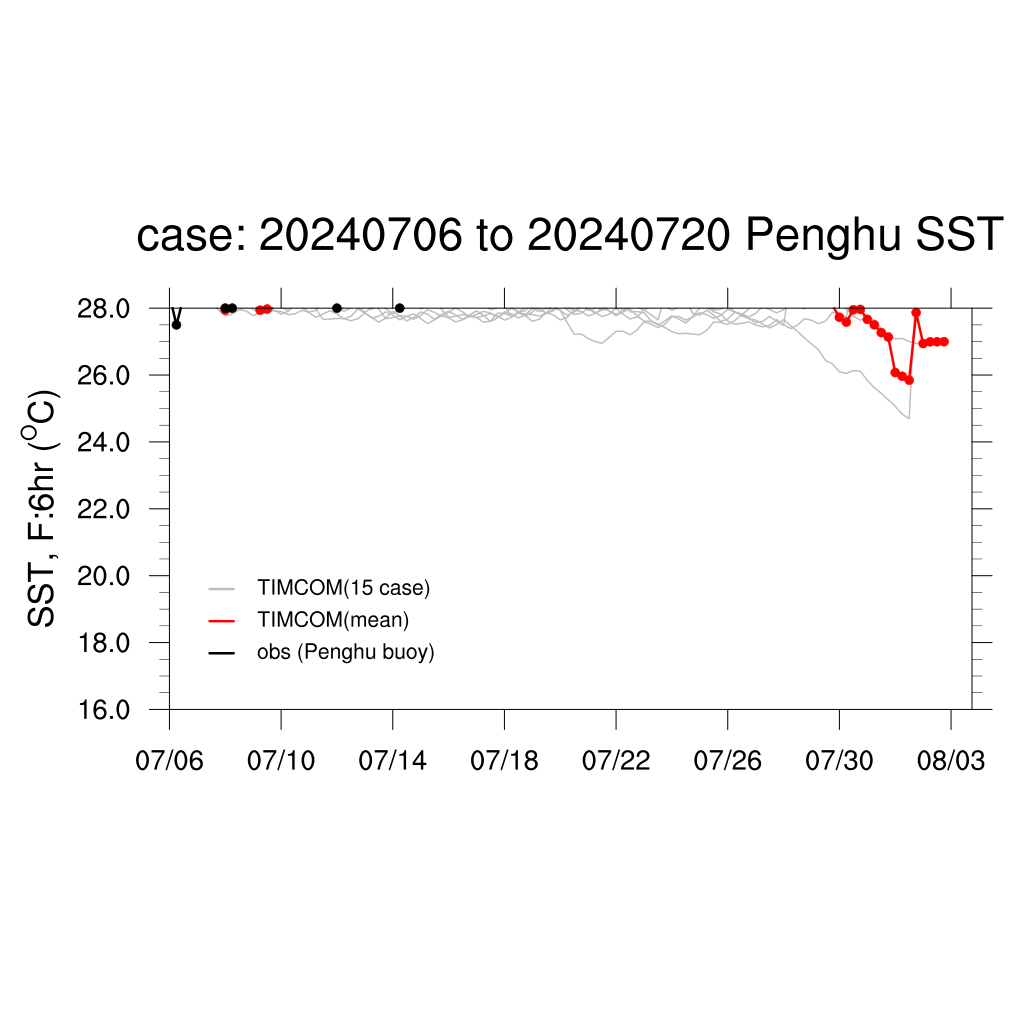 case: 20240706 to 20240720 Penghu SST
SST, F:6hr (°C)
28.0
26.0
24.0
22.0
20.0
18.0
16.0
TIMCOM(15 case)
TIMCOM(mean)
obs (Penghu buoy)
07/06 07/10 07/14 07/18 07/22 07/26 07/30 08/03